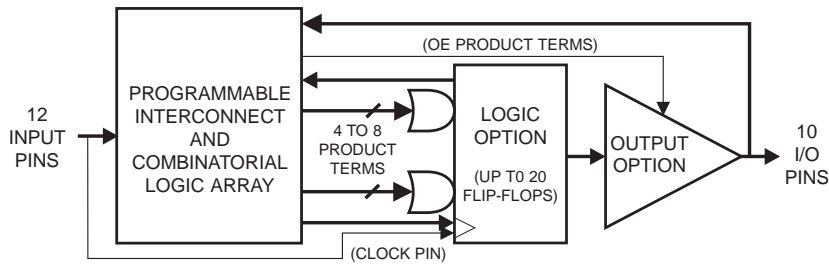 (OE PRODUCT TERMS)
12
INPUT
PINS
PROGRAMMABLE
INTERCONNECT
AND
COMBINATORIAL
LOGIC ARRAY
4 TO 8
PRODUCT
TERMS
LOGIC
OPTION
(UP T0 20
FLIP-FLOPS)
OUTPUT
OPTION
10
I/O
PINS
(CLOCK PIN)